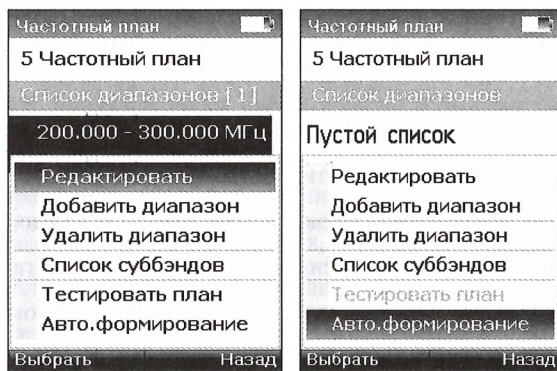 Частотный план
5 Частотный план
Список диапазонов [1]
200.000 - 300.000 МГц
Редактировать
Добавить диапазон
Удалить диапазон
Список суббэндов
Тестировать план
Авто.формирование
Выбрать Назад
Частотный план
5 Частотный план
Список диапазонов
Пустой список
Редактировать
Добавить диапазон
Удалить диапазон
Список суббэндов
Тестировать план
Авто.формирование
Выбрать Назад